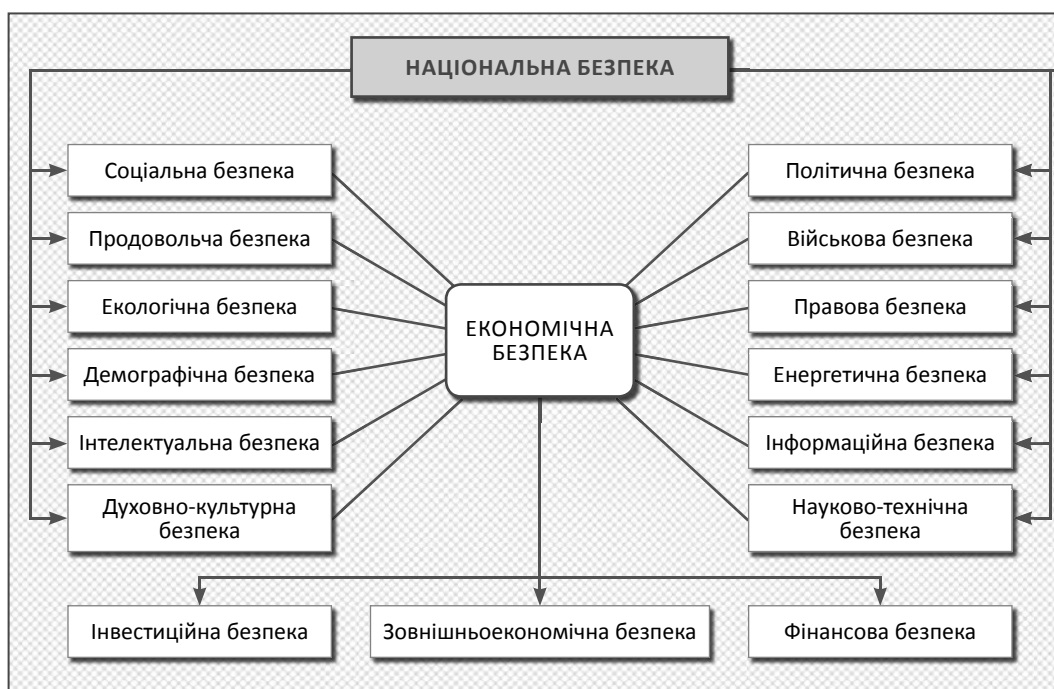 НАЦІОНАЛЬНА БЕЗПЕКА
Соціальна безпека
Політична безпека
Продовольча безпека
Військова безпека
Екологічна безпека
Правова безпека
ЕКОНОМІЧНА
БЕЗПЕКА
Демографічна безпека
Енергетична безпека
Інтелектуальна безпека
Інформаційна безпека
Духовно-культурна
безпека
Науково-технічна
безпека
Інвестиційна безпека
Зовнішньоекономічна безпека
Фінансова безпека